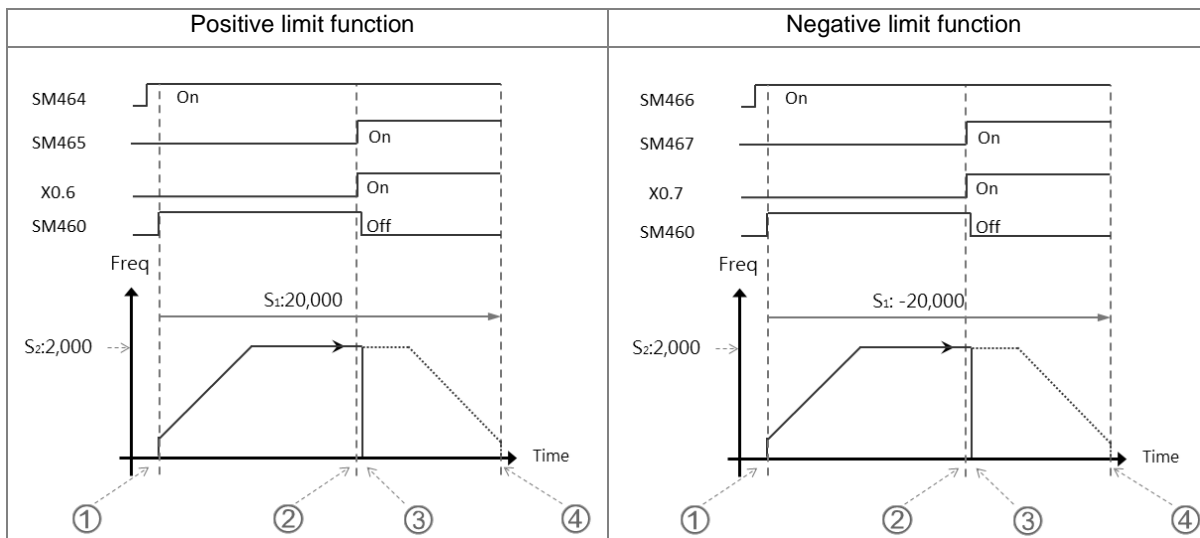 Positive limit function
Negative limit function
SM464
On
SM465
On
X0.6
On
SM460
Off
Freq
S1:20,000
S2:2,000
Time
① ② ③ ④
SM466
On
SM467
On
X0.7
On
SM460
Off
Freq
S1: -20,000
S2:2,000
Time
① ② ③ ④